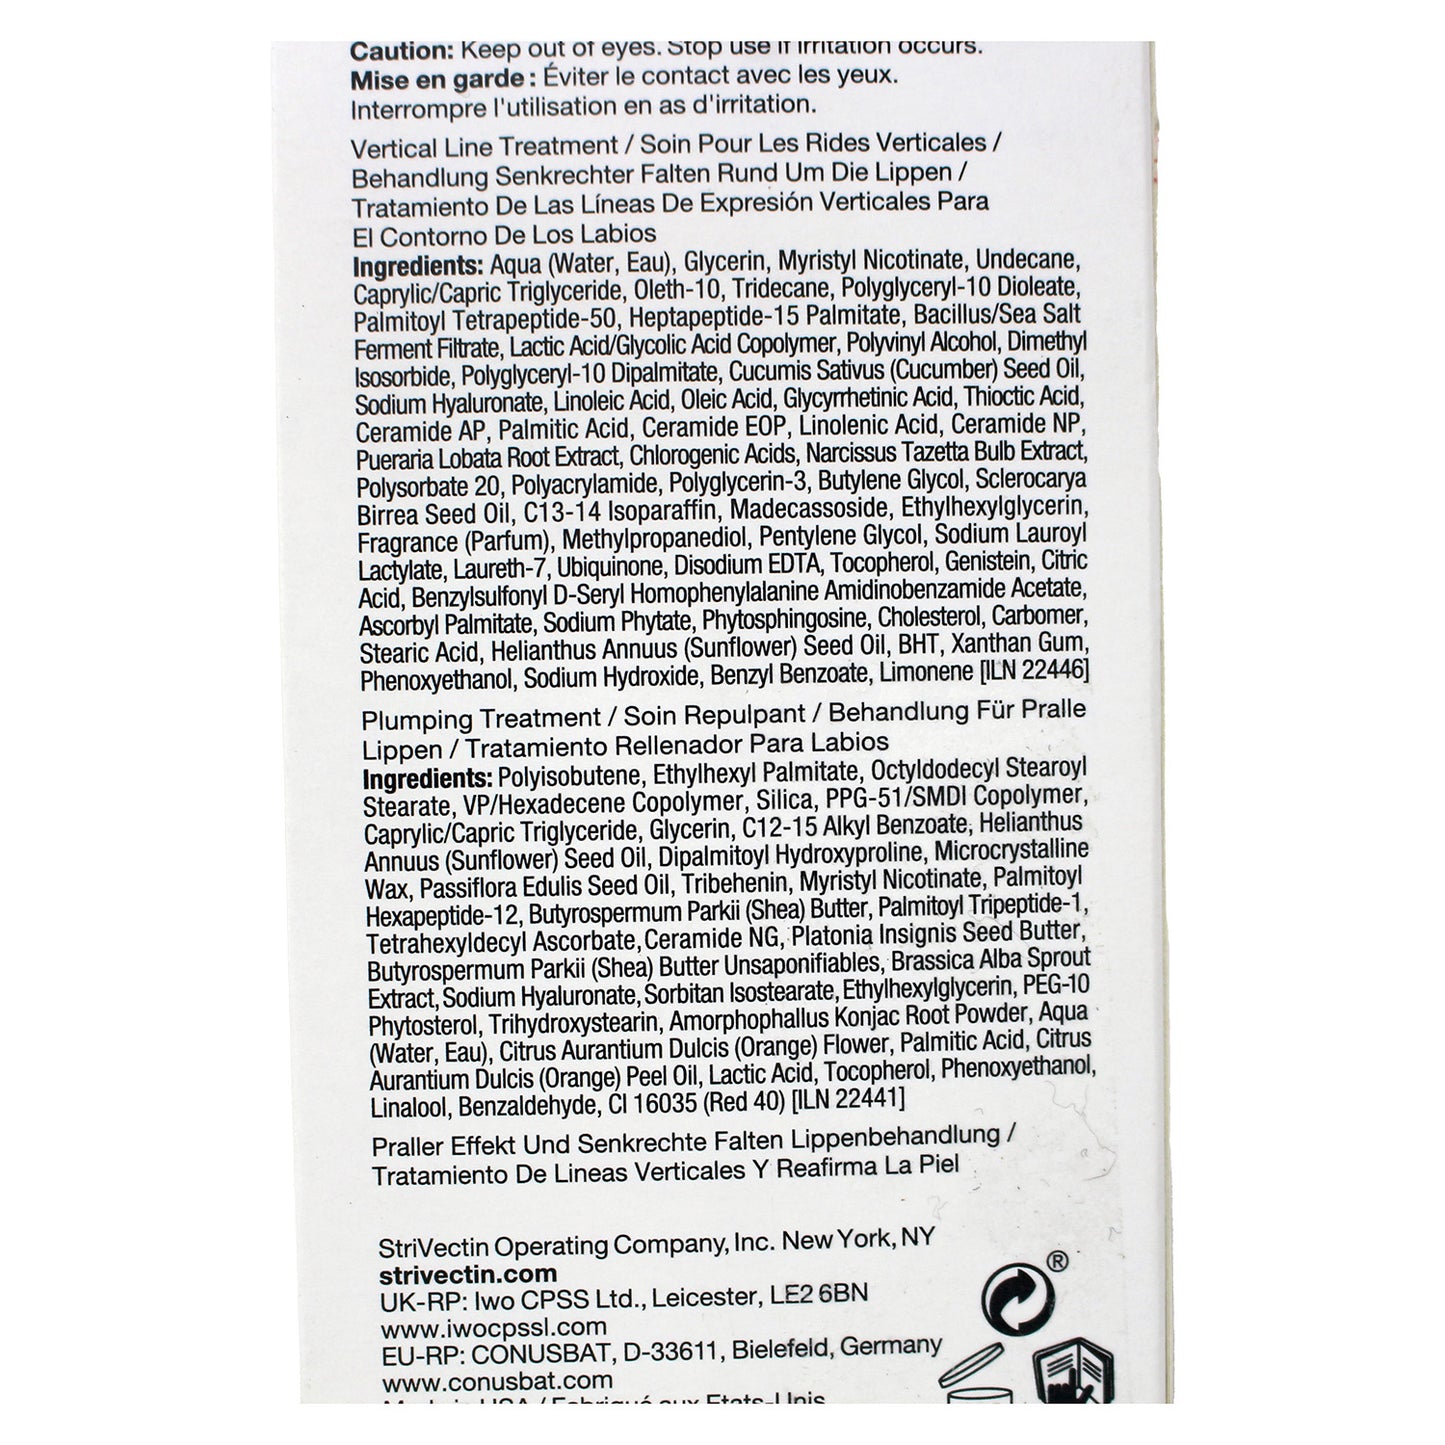 Caution: Keep out of eyes. Stop use if irritation occurs.
Mise en garde : Éviter le contact avec les yeux.
Interrompre l'utilisation en as d'irritation.
Vertical Line Treatment / Soin Pour Les Rides Verticales /
Behandlung Senkrechter Falten Rund Um Die Lippen /
Tratamiento De Las Líneas De Expresión Verticales Para
El Contorno De Los Labios
Ingredients: Aqua (Water, Eau), Glycerin, Myristyl Nicotinate, Undecane,
Caprylic/Capric Triglyceride, Oleth-10, Tridecane, Polyglyceryl-10 Dioleate,
Palmitoyl Tetrapeptide-50, Heptapeptide-15 Palmitate, Bacillus/Sea Salt
Ferment Filtrate, Lactic Acid/Glycolic Acid Copolymer, Polyvinyl Alcohol, Dimethyl
Isosorbide, Polyglyceryl-10 Dipalmitate, Cucumis Sativus (Cucumber) Seed Oil,
Sodium Hyaluronate, Linoleic Acid, Oleic Acid, Glycyrrhetinic Acid, Thioctic Acid,
Ceramide AP, Palmitic Acid, Ceramide EOP, Linolenic Acid, Ceramide NP,
Pueraria Lobata Root Extract, Chlorogenic Acids, Narcissus Tazetta Bulb Extract,
Polysorbate 20, Polyacrylamide, Polyglycerin-3, Butylene Glycol, Sclerocarya
Birrea Seed Oil, C13-14 Isoparaffin, Madecassoside, Ethylhexylglycerin,
Fragrance (Parfum), Methylpropanediol, Pentylene Glycol, Sodium Lauroyl
Lactylate, Laureth-7, Ubiquinone, Disodium EDTA, Tocopherol, Genistein, Citric
Acid, Benzylsulfonyl D-Seryl Homophenylalanine Amidinobenzamide Acetate,
Ascorbyl Palmitate, Sodium Phytate, Phytosphingosine, Cholesterol, Carbomer,
Stearic Acid, Helianthus Annuus (Sunflower) Seed Oil, BHT, Xanthan Gum,
Phenoxyethanol, Sodium Hydroxide, Benzyl Benzoate, Limonene [ILN 22446]
Plumping Treatment / Soin Repulpant / Behandlung Für Pralle
Lippen / Tratamiento Rellenador Para Labios
Ingredients: Polyisobutene, Ethylhexyl Palmitate, Octyldodecyl Stearoyl
Stearate, VP/Hexadecene Copolymer, Silica, PPG-51/SMDI Copolymer,
Caprylic/Capric Triglyceride, Glycerin, C12-15 Alkyl Benzoate, Helianthus
Annuus (Sunflower) Seed Oil, Dipalmitoyl Hydroxyproline, Microcrystalline
Wax, Passiflora Edulis Seed Oil, Tribehenin, Myristyl Nicotinate, Palmitoyl
Hexapeptide-12, Butyrospermum Parkii (Shea) Butter, Palmitoyl Tripeptide-1,
Tetrahexyldecyl Ascorbate, Ceramide NG, Platonia Insignis Seed Butter,
Butyrospermum Parkii (Shea) Butter Unsaponifiables, Brassica Alba Sprout
Extract, Sodium Hyaluronate, Sorbitan Isostearate, Ethylhexylglycerin, PEG-10
Phytosterol, Trihydroxystearin, Amorphophallus Konjac Root Powder, Aqua
(Water, Eau), Citrus Aurantium Dulcis (Orange) Flower, Palmitic Acid, Citrus
Aurantium Dulcis (Orange) Peel Oil, Lactic Acid, Tocopherol, Phenoxyethanol,
Linalool, Benzaldehyde, CI 16035 (Red 40) [ILN 22441]
Praller Effekt Und Senkrechte Falten Lippenbehandlung /
Tratamiento De Lineas Verticales Y Reafirma La Piel
StriVectin Operating Company, Inc. New York, NY
strivectin.com
UK-RP: Iwo CPSS Ltd., Leicester, LE2 6BN
www.iwocpssl.com
EU-RP: CONUSBAT, D-33611, Bielefeld, Germany
www.conusbat.com
Made in USA / Fabriqué aux Etats-Unis
®